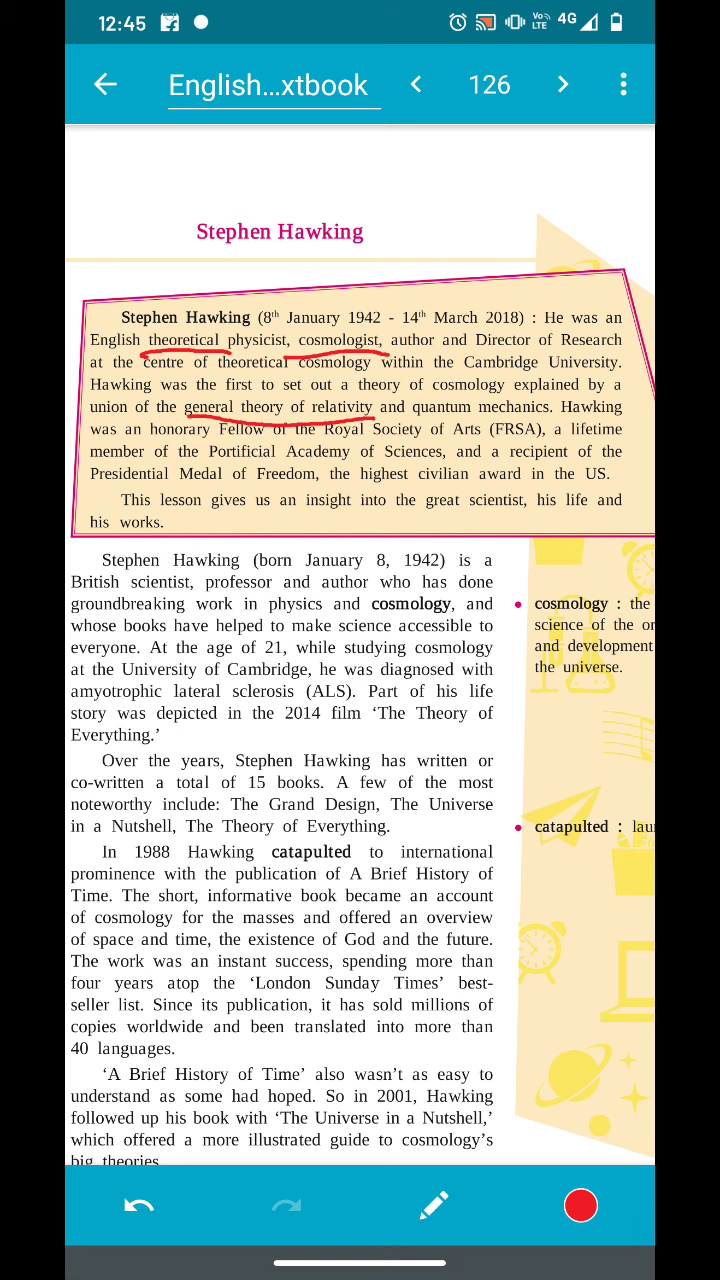 12:45
Vo LTE 4G
English...xtbook
126
Stephen Hawking
Stephen Hawking (8th January 1942 - 14th March 2018) : He was an
English theoretical physicist, cosmologist, author and Director of Research
at the centre of theoretical cosmology within the Cambridge University.
Hawking was the first to set out a theory of cosmology explained by a
union of the general theory of relativity and quantum mechanics. Hawking
was an honorary Fellow of the Royal Society of Arts (FRSA), a lifetime
member of the Portificial Academy of Sciences, and a recipient of the
Presidential Medal of Freedom, the highest civilian award in the US.
This lesson gives us an insight into the great scientist, his life and
his works.
Stephen Hawking (born January 8, 1942) is a
British scientist, professor and author who has done
groundbreaking work in physics and cosmology, and
whose books have helped to make science accessible to
everyone. At the age of 21, while studying cosmology
at the University of Cambridge, he was diagnosed with
amyotrophic lateral sclerosis (ALS). Part of his life
story was depicted in the 2014 film ‘The Theory of
Everything.’
Over the years, Stephen Hawking has written or
co-written a total of 15 books. A few of the most
noteworthy include: The Grand Design, The Universe
in a Nutshell, The Theory of Everything.
In 1988 Hawking catapulted to international
prominence with the publication of A Brief History of
Time. The short, informative book became an account
of cosmology for the masses and offered an overview
of space and time, the existence of God and the future.
The work was an instant success, spending more than
four years atop the ‘London Sunday Times’ best-
seller list. Since its publication, it has sold millions of
copies worldwide and been translated into more than
40 languages.
‘A Brief History of Time’ also wasn’t as easy to
understand as some had hoped. So in 2001, Hawking
followed up his book with ‘The Universe in a Nutshell,’
which offered a more illustrated guide to cosmology’s
big theories
• cosmology : the
science of the or
and development
the universe.
• catapulted : lau